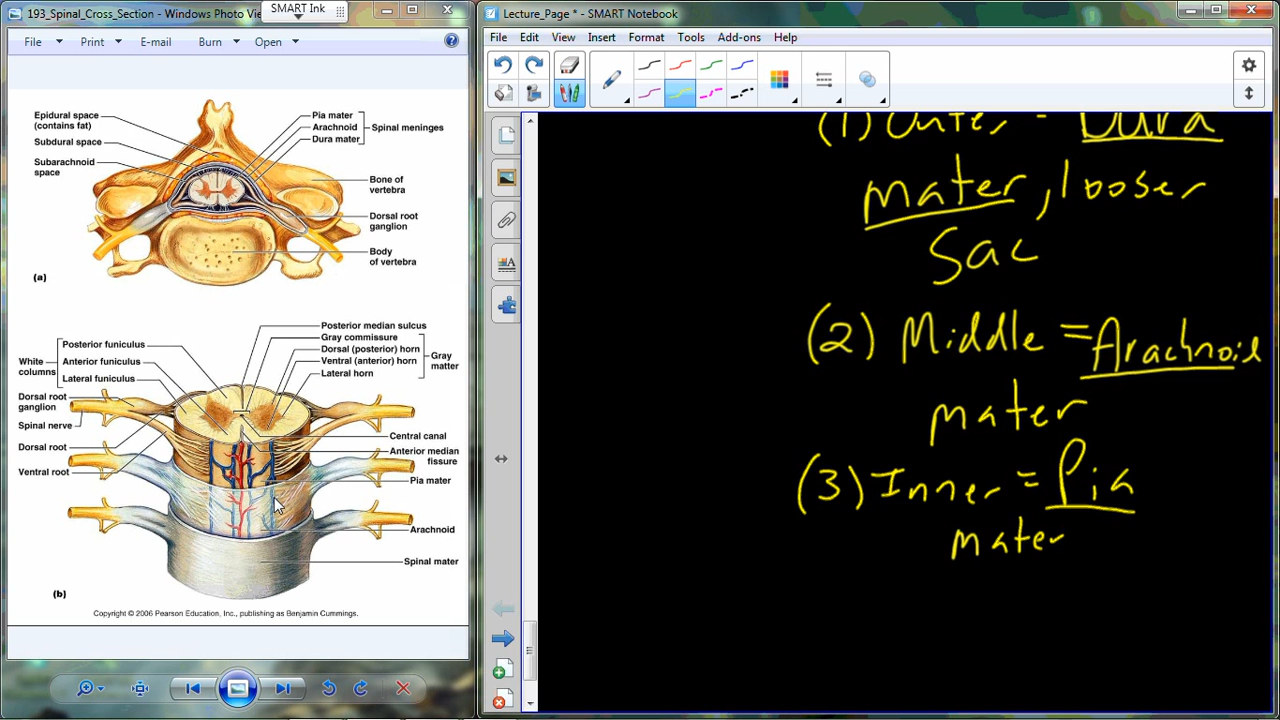 193_Spinal_Cross_Section - Windows Photo Vie
SMART Ink
File Print E-mail Burn Open
Epidural space
(contains fat)
Subdural space
Subarachnoid
space
Pia mater
Arachnoid
Dura mater
Spinal meninges
Bone of
vertebra
Dorsal root
ganglion
Body
of vertebra
(a)
Posterior median sulcus
Gray commissure
Dorsal (posterior) horn
Ventral (anterior) horn
Lateral horn
Gray
matter
Posterior funiculus
Anterior funiculus
Lateral funiculus
White
columns
Dorsal root
ganglion
Spinal nerve
Dorsal root
Ventral root
Central canal
Anterior median
fissure
Pia mater
Arachnoid
Spinal mater
(b)
Copyright © 2006 Pearson Education, Inc., publishing as Benjamin Cummings.
Lecture_Page * - SMART Notebook
File Edit View Insert Format Tools Add-ons Help
(1) Outer = Dura
mater, looser
Sac
(2) Middle = Arachnoid
mater
(3) Inner = Pia
mater